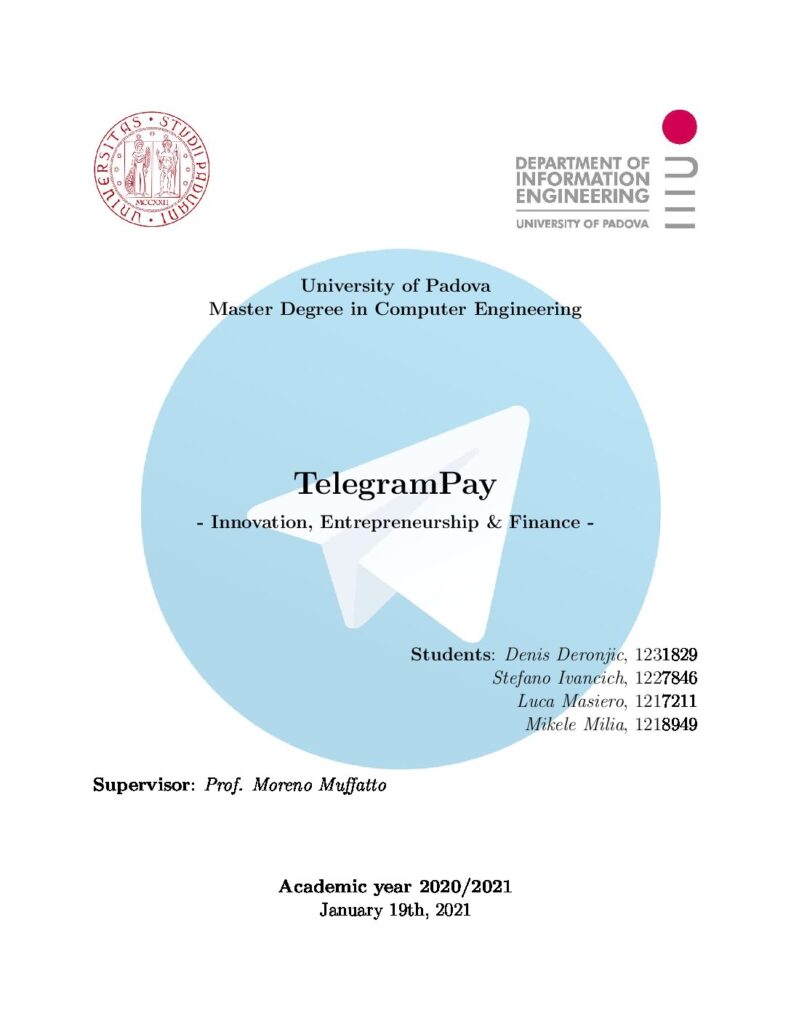 UNIVERSITAS • STUDII PADUANI •
MCCXXII
DEPARTMENT OF
INFORMATION
ENGINEERING
UNIVERSITY OF PADOVA
University of Padova
Master Degree in Computer Engineering
TelegramPay
- Innovation, Entrepreneurship & Finance -
Students: Denis Deronjic, 1231829
Stefano Ivancich, 1227846
Luca Masiero, 1217211
Mikele Milia, 1218949
Supervisor: Prof. Moreno Muffatto
Academic year 2020/2021
January 19th, 2021